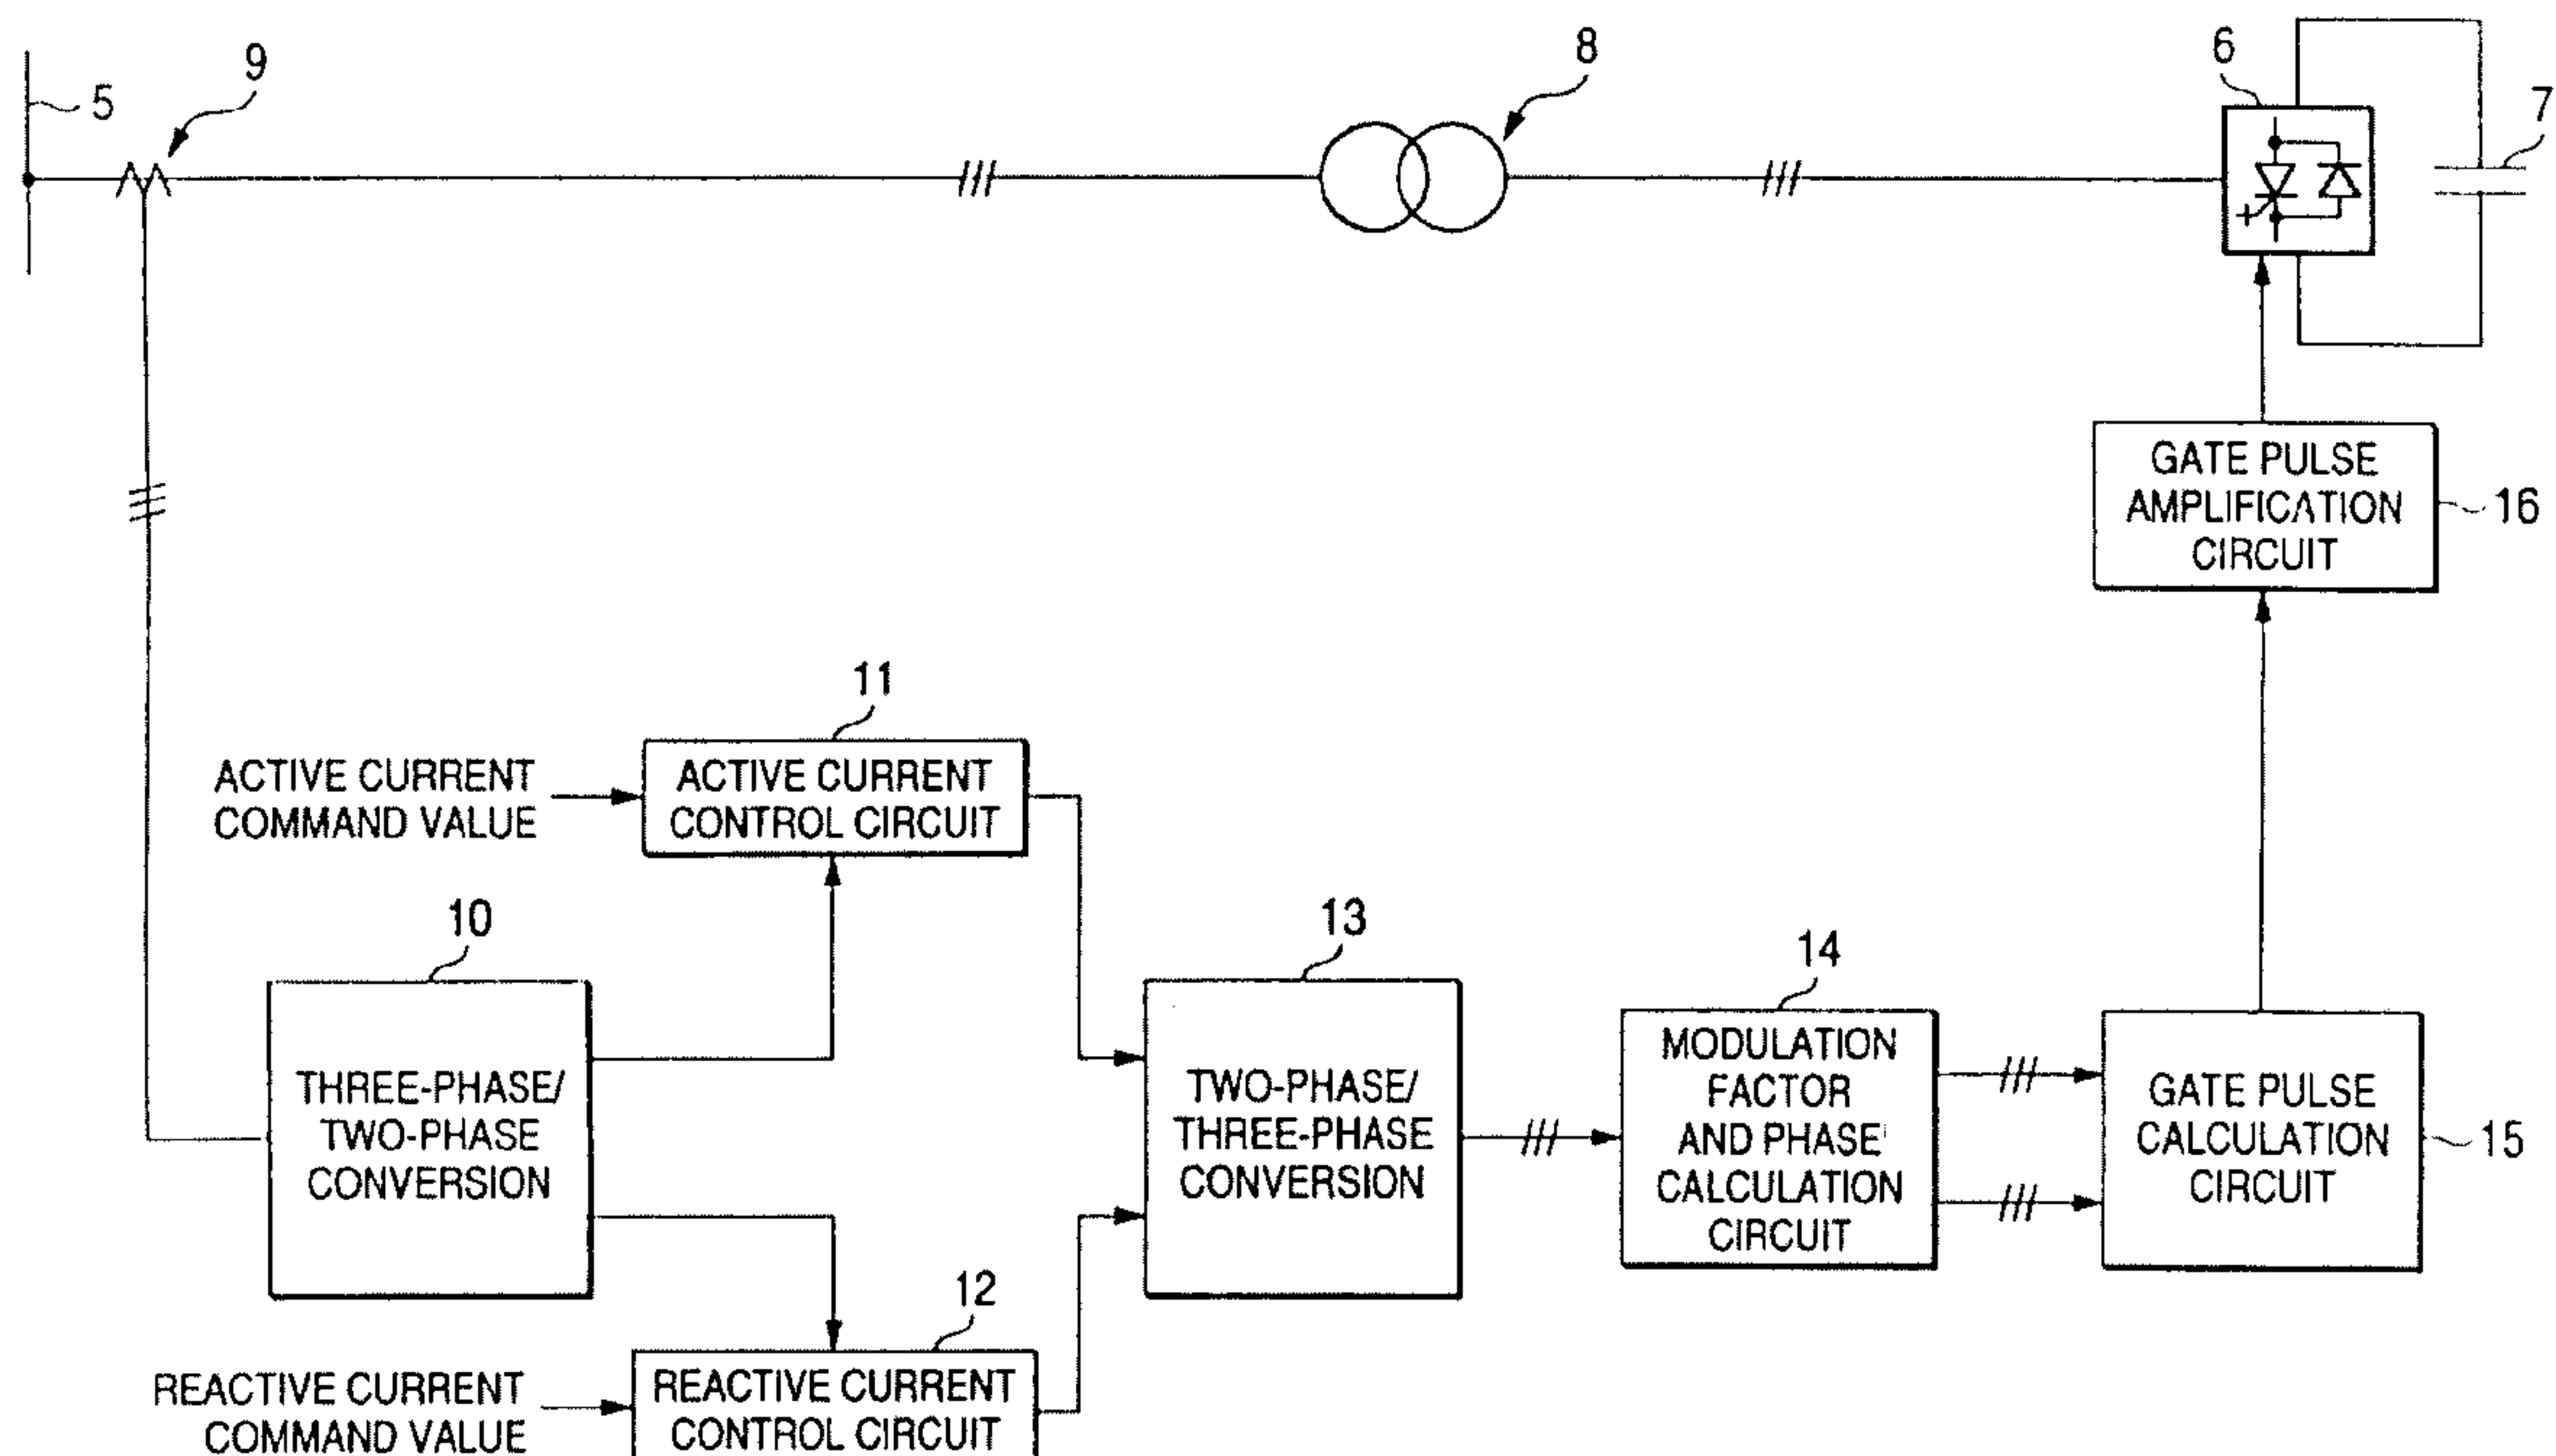 9
8
6
5
7
GATE PULSE
AMPLIFICATION
CIRCUIT
16
11
ACTIVE CURRENT
COMMAND VALUE
ACTIVE CURRENT
CONTROL CIRCUIT
10
13
14
THREE-PHASE/
TWO-PHASE
CONVERSION
TWO-PHASE/
THREE-PHASE
CONVERSION
MODULATION
FACTOR
AND PHASE
CALCULATION
CIRCUIT
GATE PULSE
CALCULATION
CIRCUIT
15
12
REACTIVE CURRENT
COMMAND VALUE
REACTIVE CURRENT
CONTROL CIRCUIT